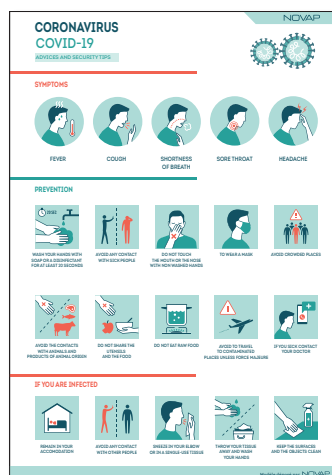 NOVAP
CORONAVIRUS
COVID-19
ADVICES AND SECURITY TIPS
SYMPTOMS
FEVER
COUGH
SHORTNESS
OF BREATH
SORE THROAT
HEADACHE
PREVENTION
WASH YOUR HANDS WITH
SOAP OR A DISINFECTANT
FOR AT LEAST 20 SECONDS
AVOID ANY CONTACT
WITH SICK PEOPLE
DO NOT TOUCH
THE MOUTH OR THE NOSE
WITH NON WASHED HANDS
TO WEAR A MASK
AVOID CROWDED PLACES
AVOID THE CONTACTS
WITH ANIMALS AND
PRODUCTS OF ANIMAL ORIGIN
DO NOT SHARE THE
UTENSILS
AND THE FOOD
DO NOT EAT RAW FOOD
AVOID TO TRAVEL
TO CONTAMINATED
PLACES UNLESS FORCE MAJEURE
IF YOU SICK CONTACT
YOUR DOCTOR
IF YOU ARE INFECTED
REMAIN IN YOUR
ACCOMODATION
AVOID ANY CONTACT
WITH OTHER PEOPLE
SNEEZE IN YOUR ELBOW
OR IN A SINGLE-USE TISSUE
THROW YOUR TISSUE
AWAY AND WASH
YOUR HANDS
KEEP THE SURFACES
AND THE OBJECTS CLEAN
NOVAP